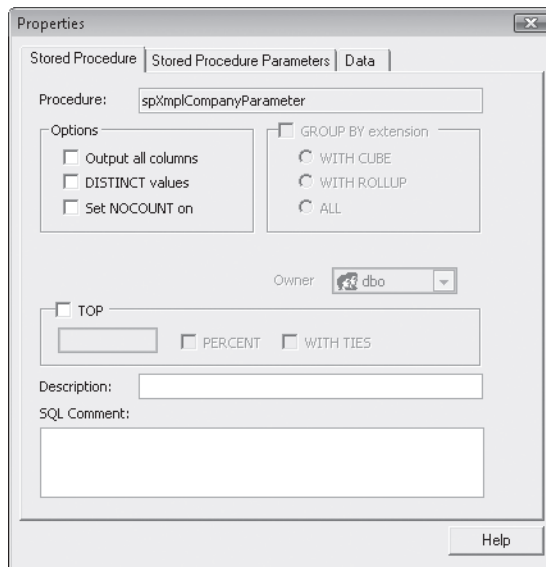 Properties
Stored Procedure
Stored Procedure Parameters
Data
Procedure:
spXmplCompanyParameter
Options
Output all columns
DISTINCT values
Set NOCOUNT on
GROUP BY extension
WITH CUBE
WITH ROLLUP
ALL
Owner
dbo
TOP
PERCENT
WITH TIES
Description:
SQL Comment:
Help